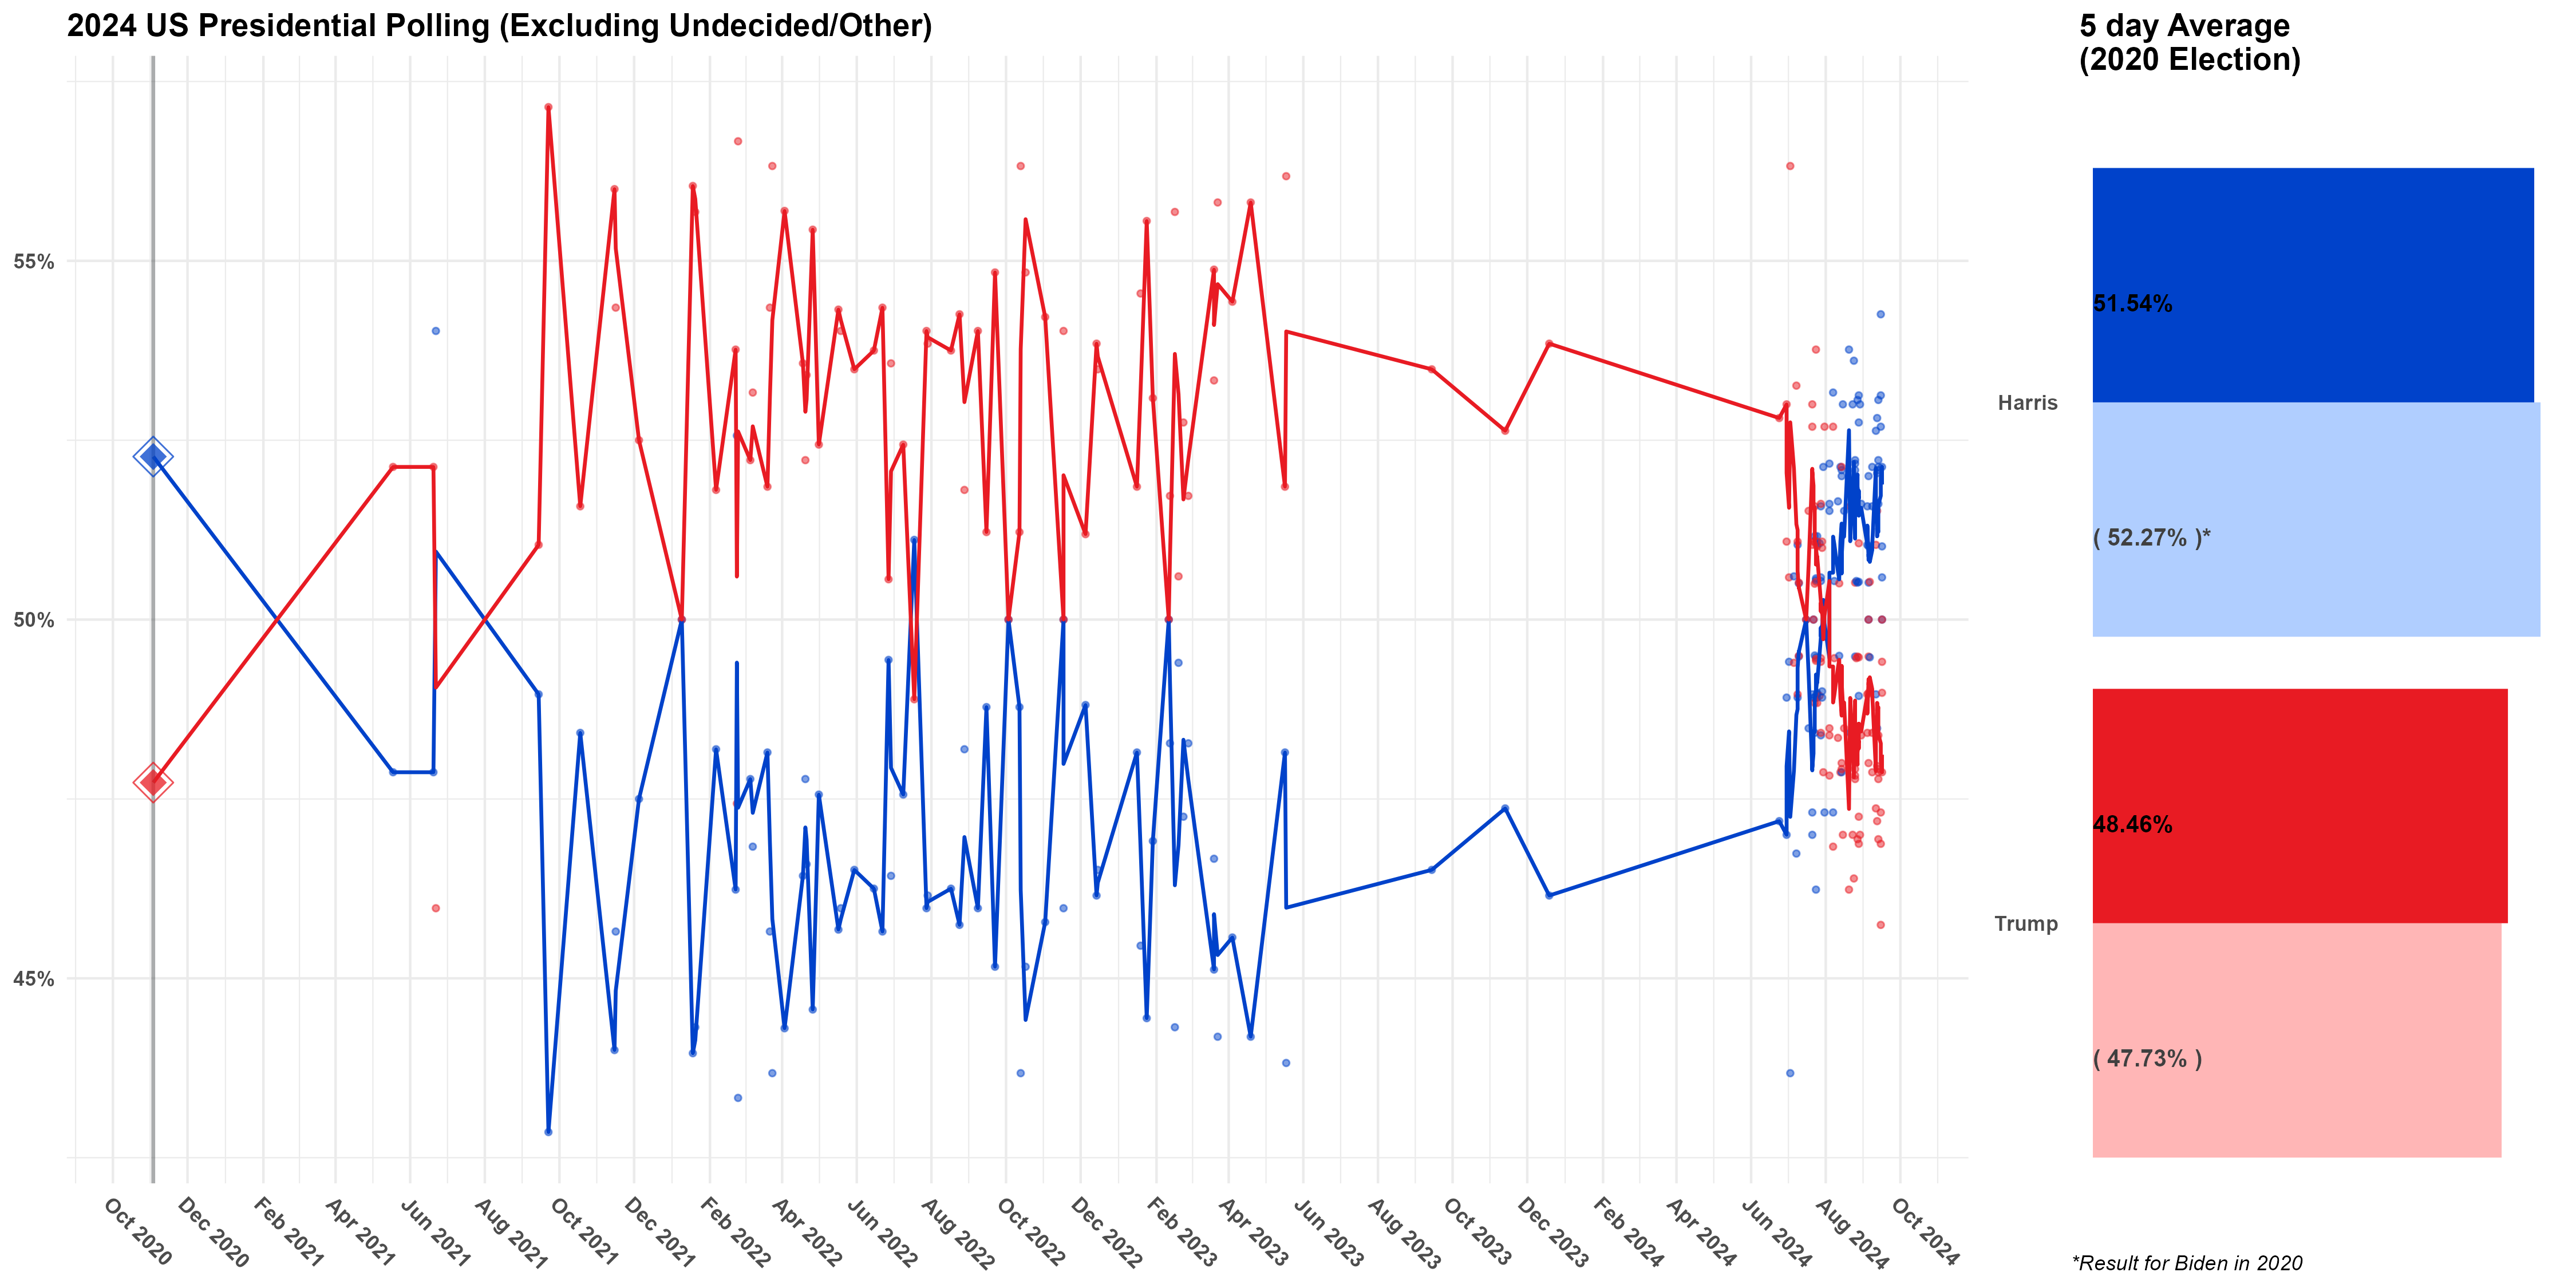 2024 US Presidential Polling (Excluding Undecided/Other)
5 day Average
(2020 Election)
55%
50%
45%
Oct 2020
Dec 2020
Feb 2021
Apr 2021
Jun 2021
Aug 2021
Oct 2021
Dec 2021
Feb 2022
Apr 2022
Jun 2022
Aug 2022
Oct 2022
Dec 2022
Feb 2023
Apr 2023
Jun 2023
Aug 2023
Oct 2023
Dec 2023
Feb 2024
Apr 2024
Jun 2024
Aug 2024
Oct 2024
Harris
51.54%
( 52.27% )*
Trump
48.46%
( 47.73% )
*Result for Biden in 2020